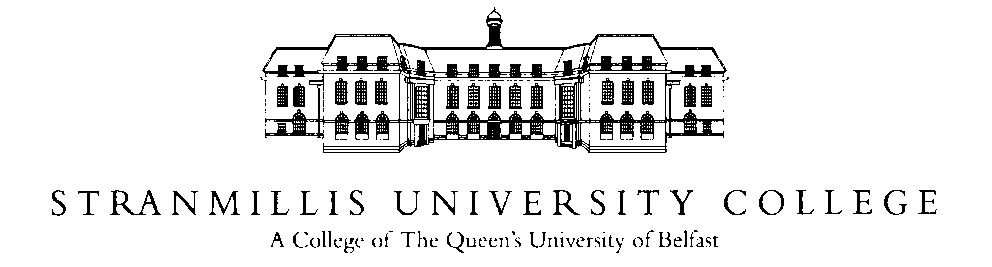 STRANMILLIS UNIVERSITY COLLEGE
A College of The Queen's University of Belfast